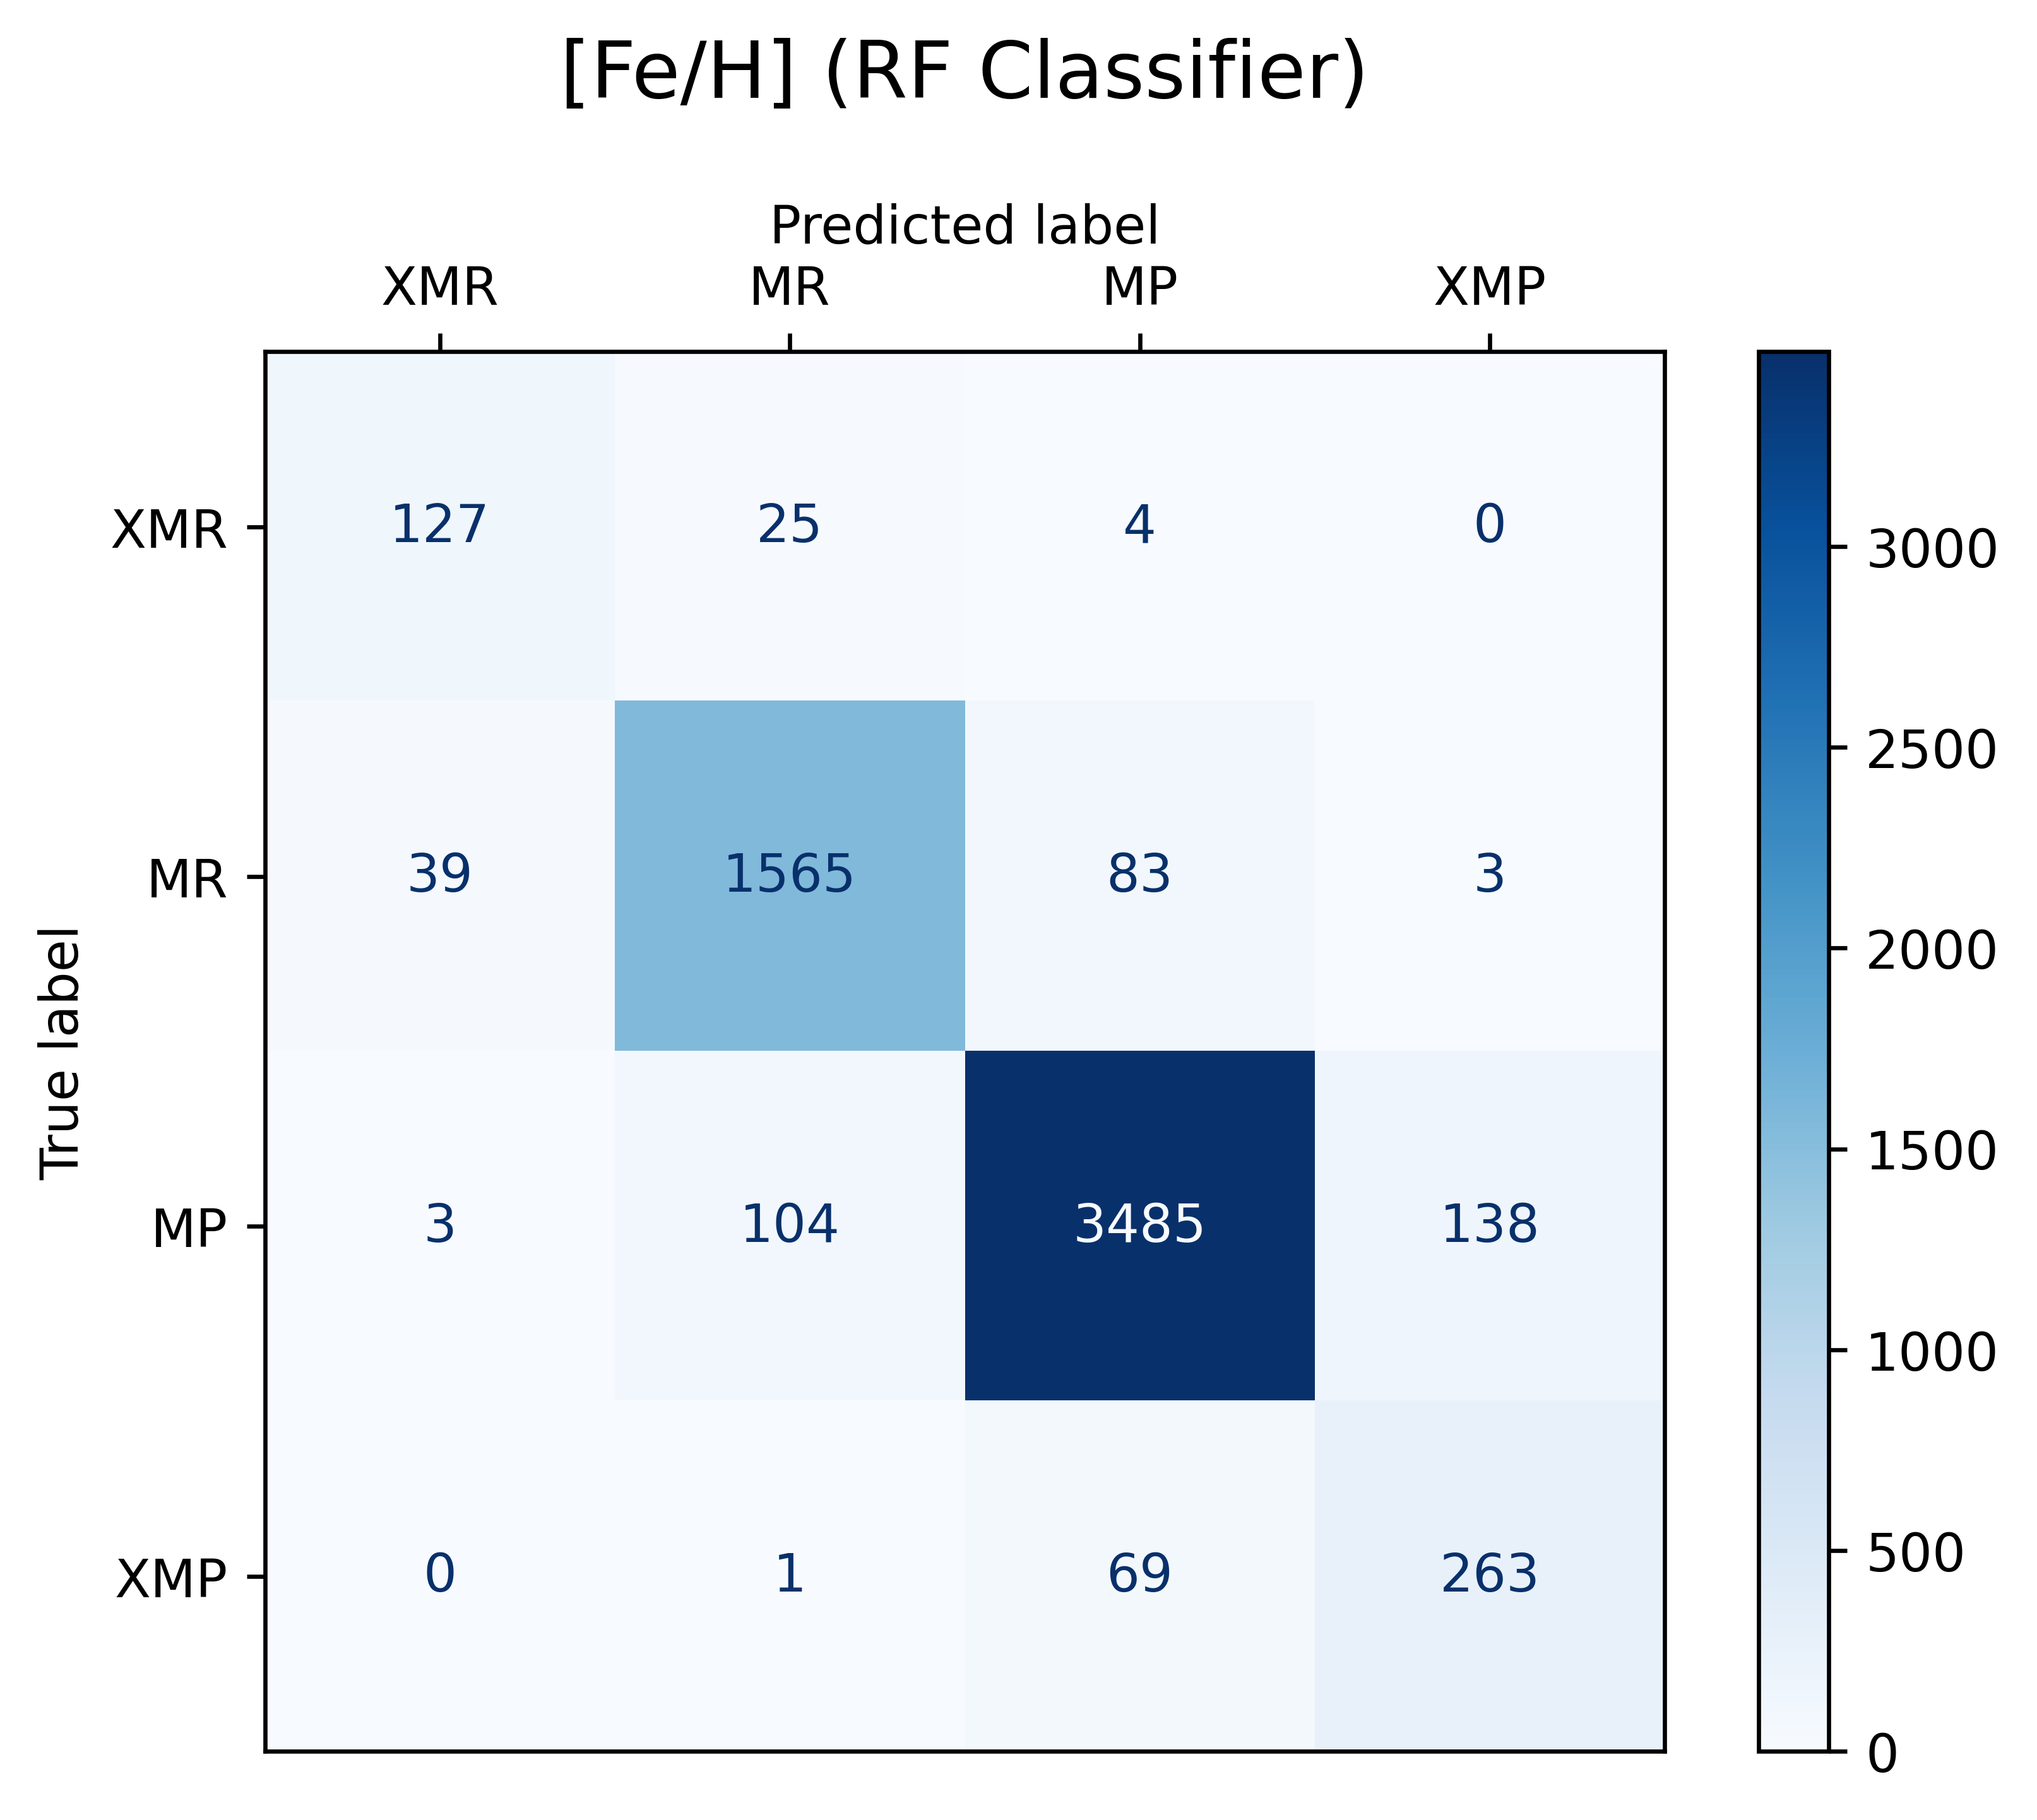 [Fe/H] (RF Classifier)
Predicted label
XMR MR MP XMP
XMR 127 25 4 0
MR 39 1565 83 3
MP 3 104 3485 138
XMP 0 1 69 263
True label
3000
2500
2000
1500
1000
500
0